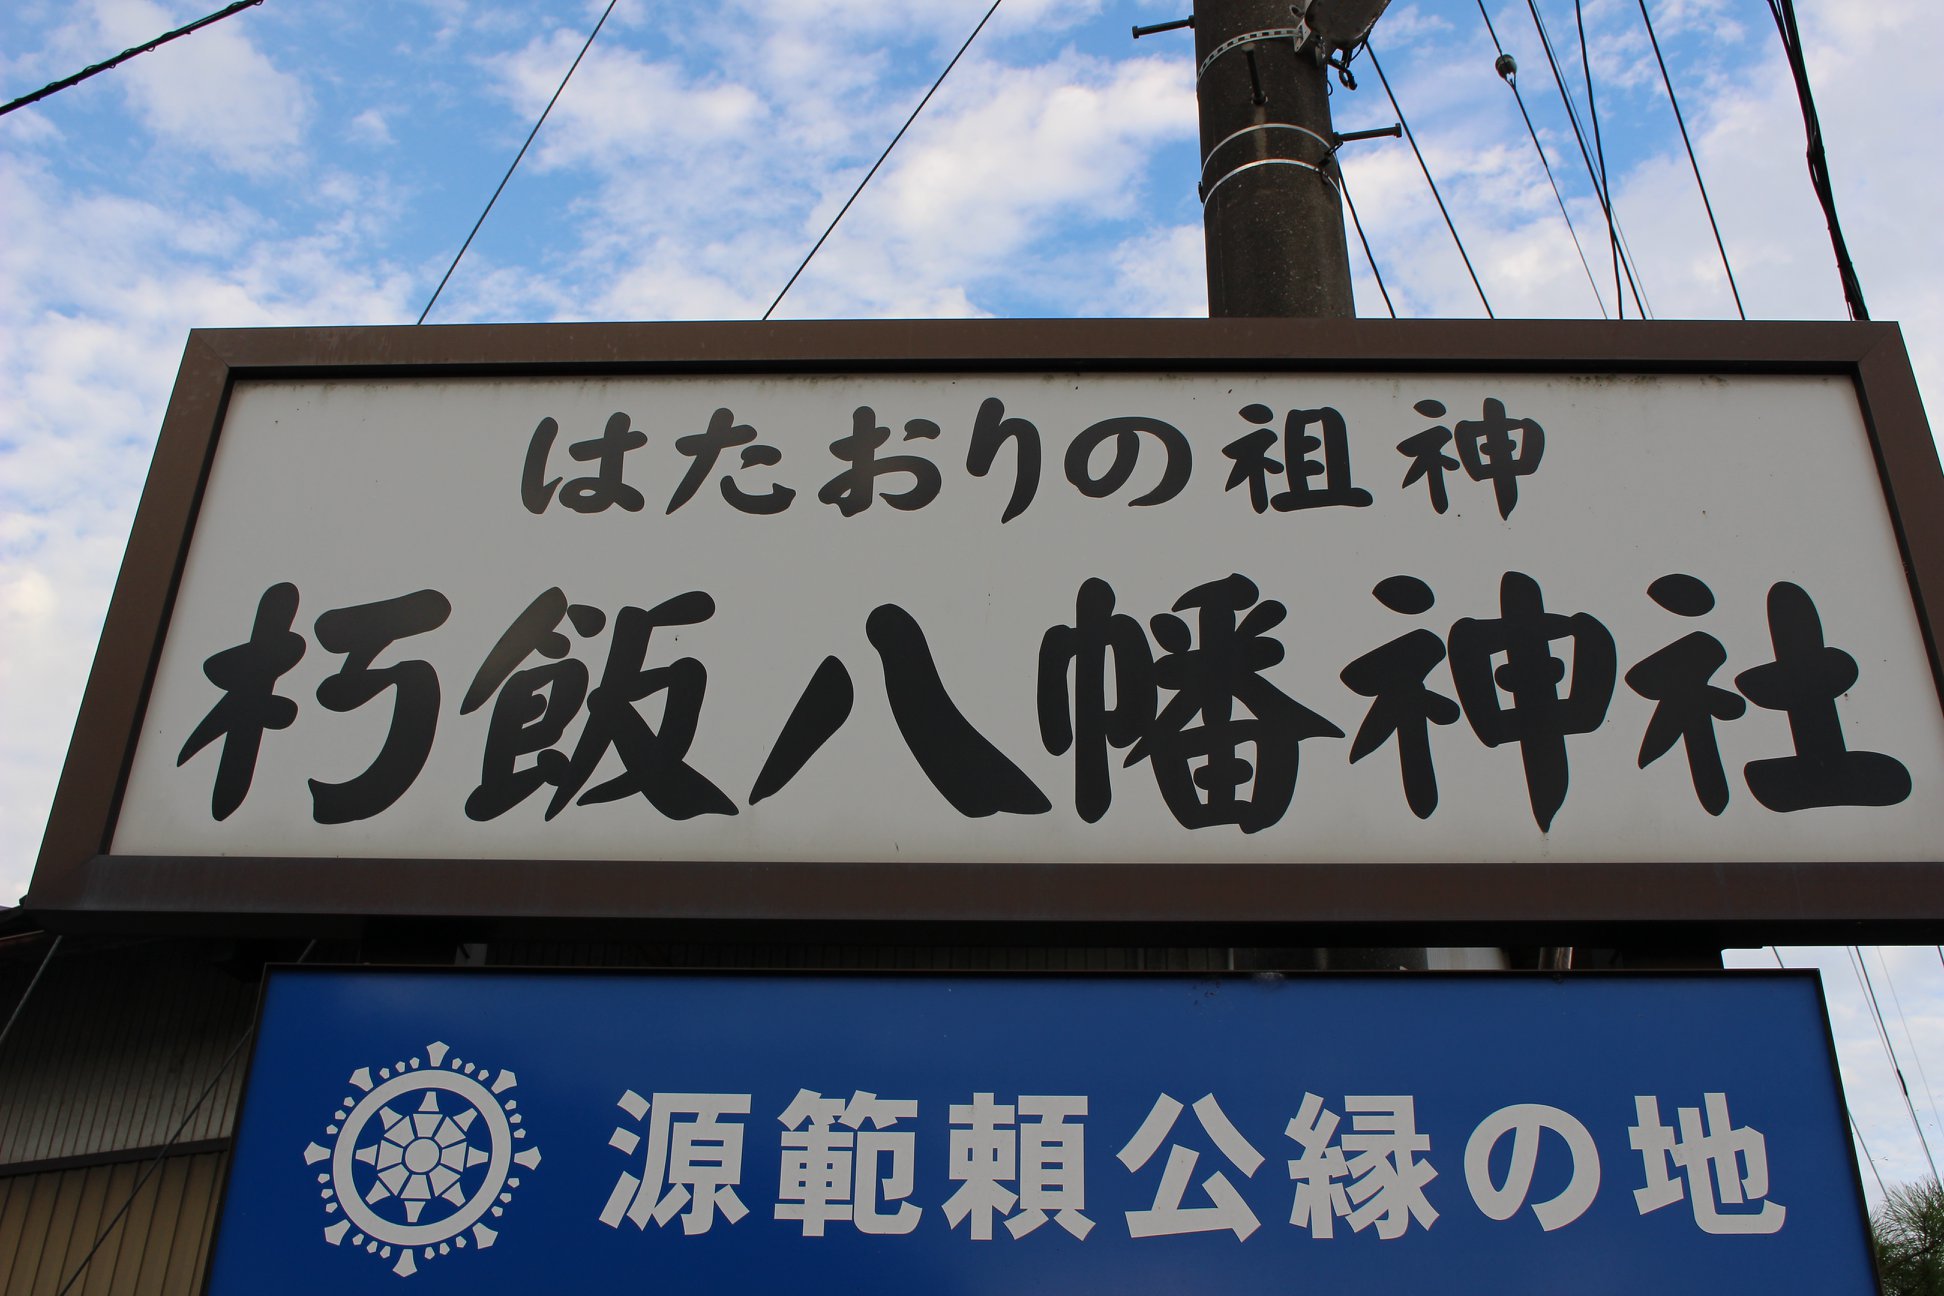 はたおりの祖神
朽飯八幡神社
源範頼公縁の地